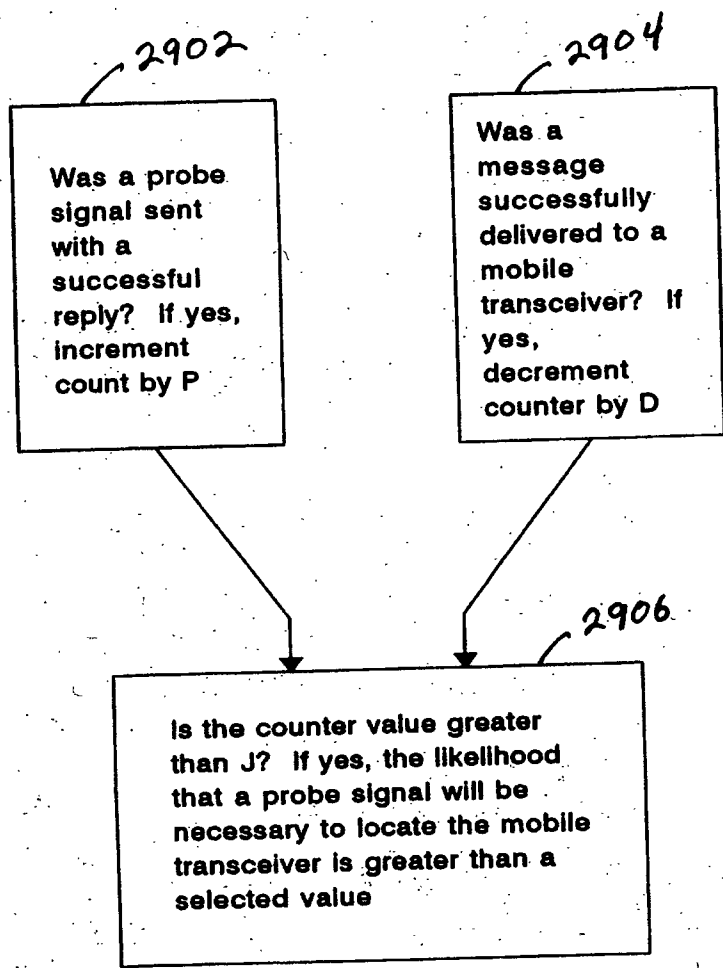 2902
Was a probe
signal sent
with a
successful
reply? If yes,
increment
count by P
2904
Was a
message
successfully
delivered to a
mobile
transceiver? If
yes,
decrement
counter by D
2906
Is the counter value greater
than J? If yes, the likelihood
that a probe signal will be
necessary to locate the mobile
transceiver is greater than a
selected value